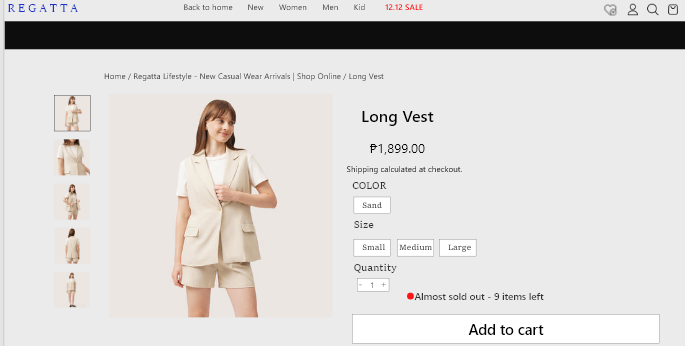 REGATTA
Back to home New Women Men Kid 12.12 SALE
Home / Regatta Lifestyle - New Casual Wear Arrivals | Shop Online / Long Vest
Long Vest
₱1,899.00
Shipping calculated at checkout.
COLOR
Sand
Size
Small Medium Large
Quantity
- 1 +
Almost sold out - 9 items left
Add to cart